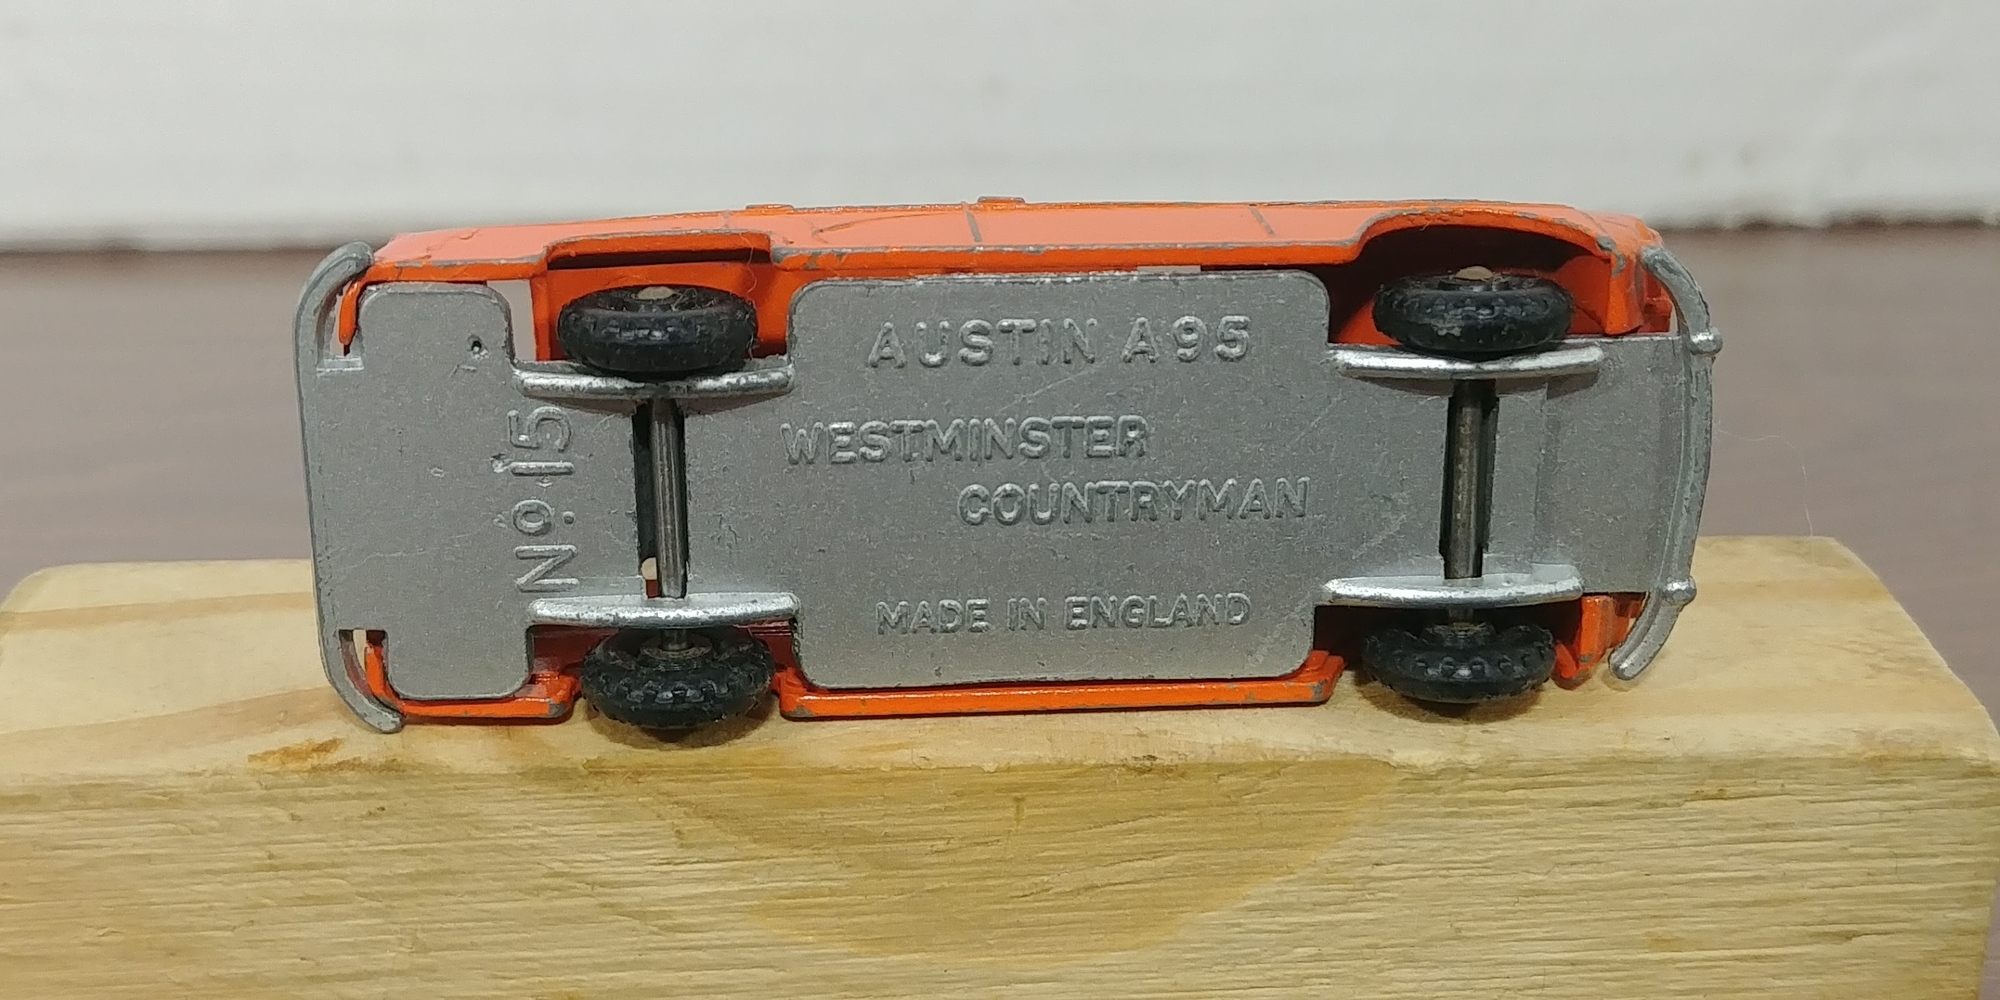 AUSTIN A95
WESTMINSTER
COUNTRYMAN
MADE IN ENGLAND
No. 15